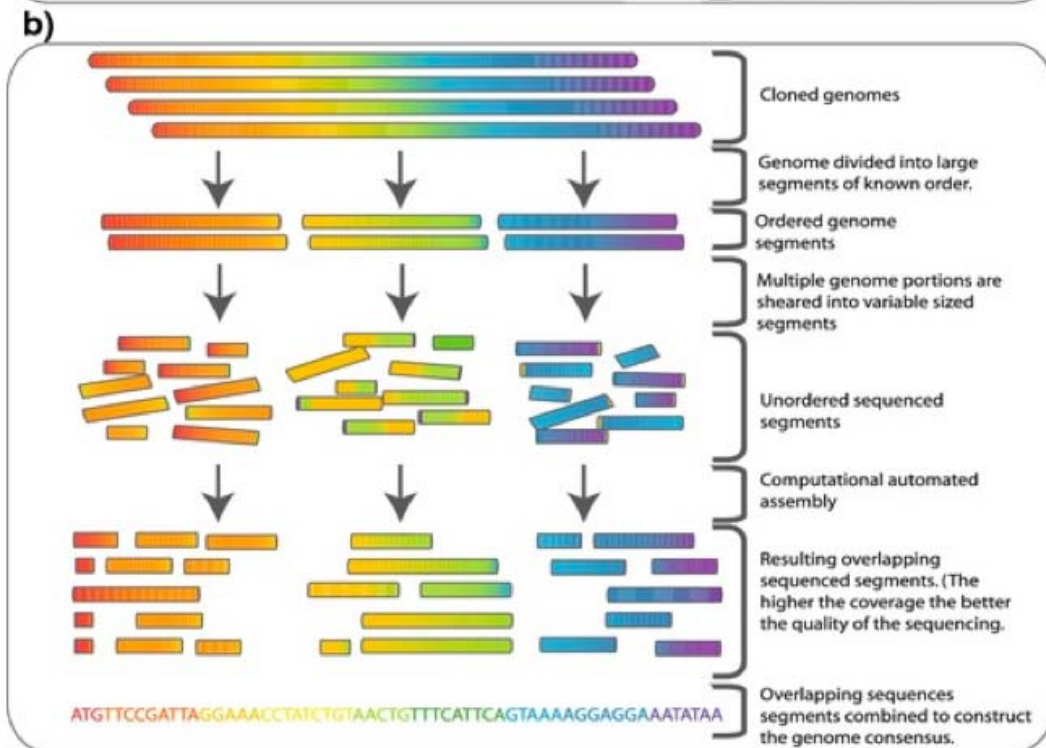 b)
Cloned genomes
Genome divided into large
segments of known order.
Ordered genome
segments
Multiple genome portions are
sheared into variable sized
segments
Unordered sequenced
segments
Computational automated
assembly
Resulting overlapping
sequenced segments. (The
higher the coverage the better
the quality of the sequencing.
ATGTTCCGATTAGGAAACCTATCTGTAACTGTTTCATTCAGTAAAAGGAGGAAATATAA
Overlapping sequences
segments combined to construct
the genome consensus.